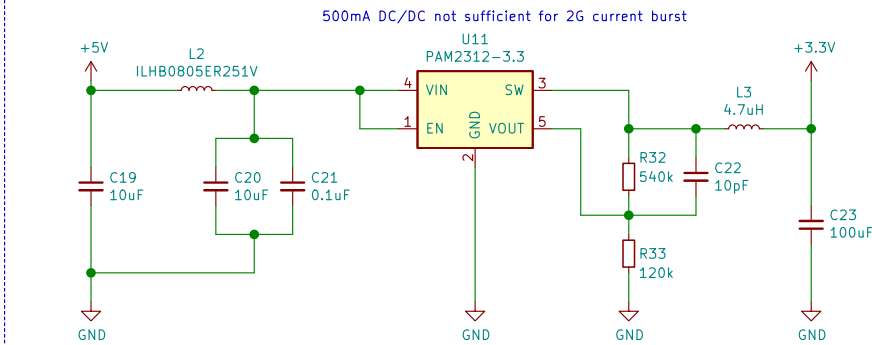 500mA DC/DC not sufficient for 2G current burst
+5V
L2
ILHB0805ER251V
U11
PAM2312-3.3
+3.3V
4 VIN
SW 3
1 EN
GND
VOUT 5
2
L3
4.7uH
C19
10uF
C20
10uF
C21
0.1uF
R32
540k
C22
10pF
R33
120k
C23
100uF
GND
GND
GND
GND